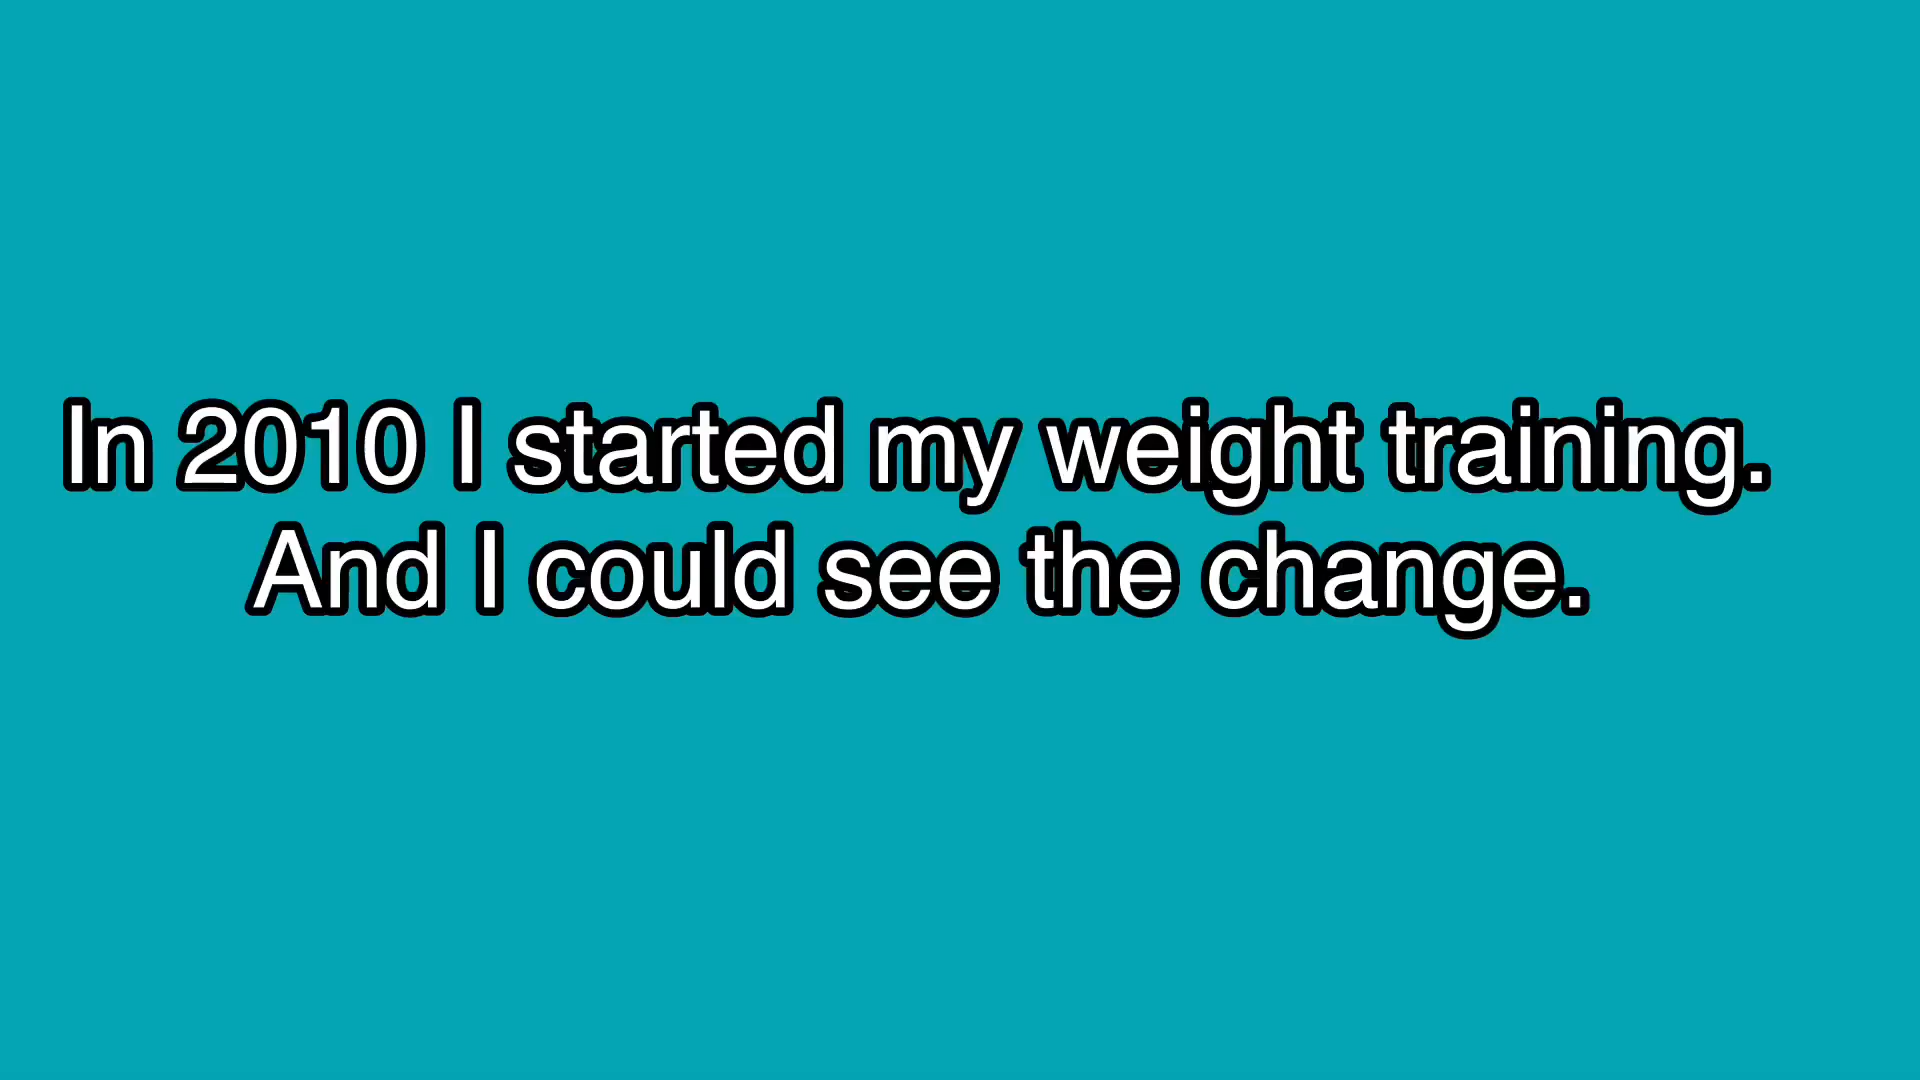 In 2010 I started my weight training.
And I could see the change.